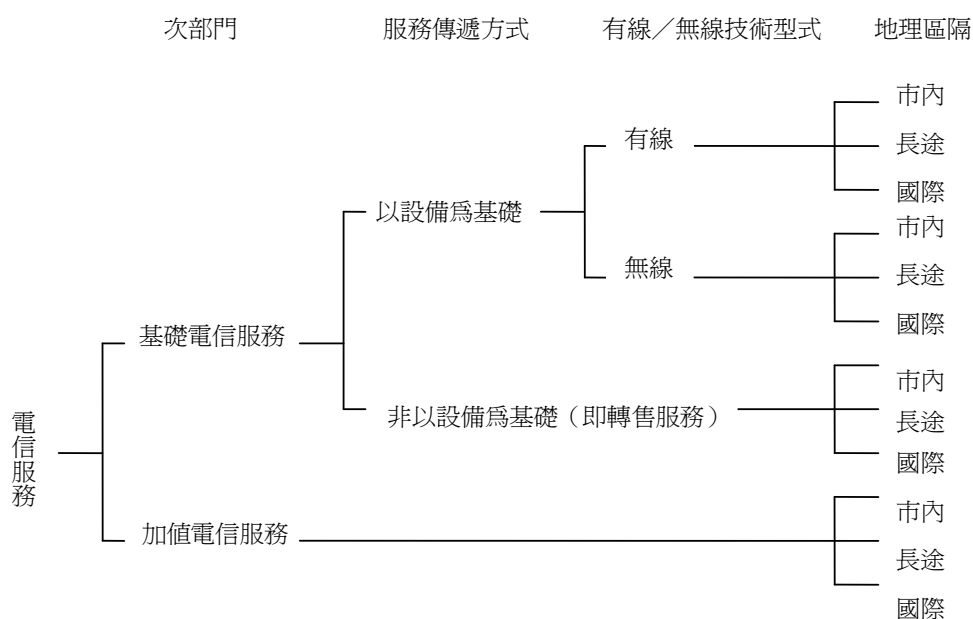 次部門 服務傳遞方式 有線／無線技術型式 地理區隔
市內
有線 長途
國際
以設備爲基礎
市內
無線 長途
國際
基礎電信服務
市內
非以設備爲基礎（即轉售服務） 長途
國際
電信服務
市內
加值電信服務
長途
國際